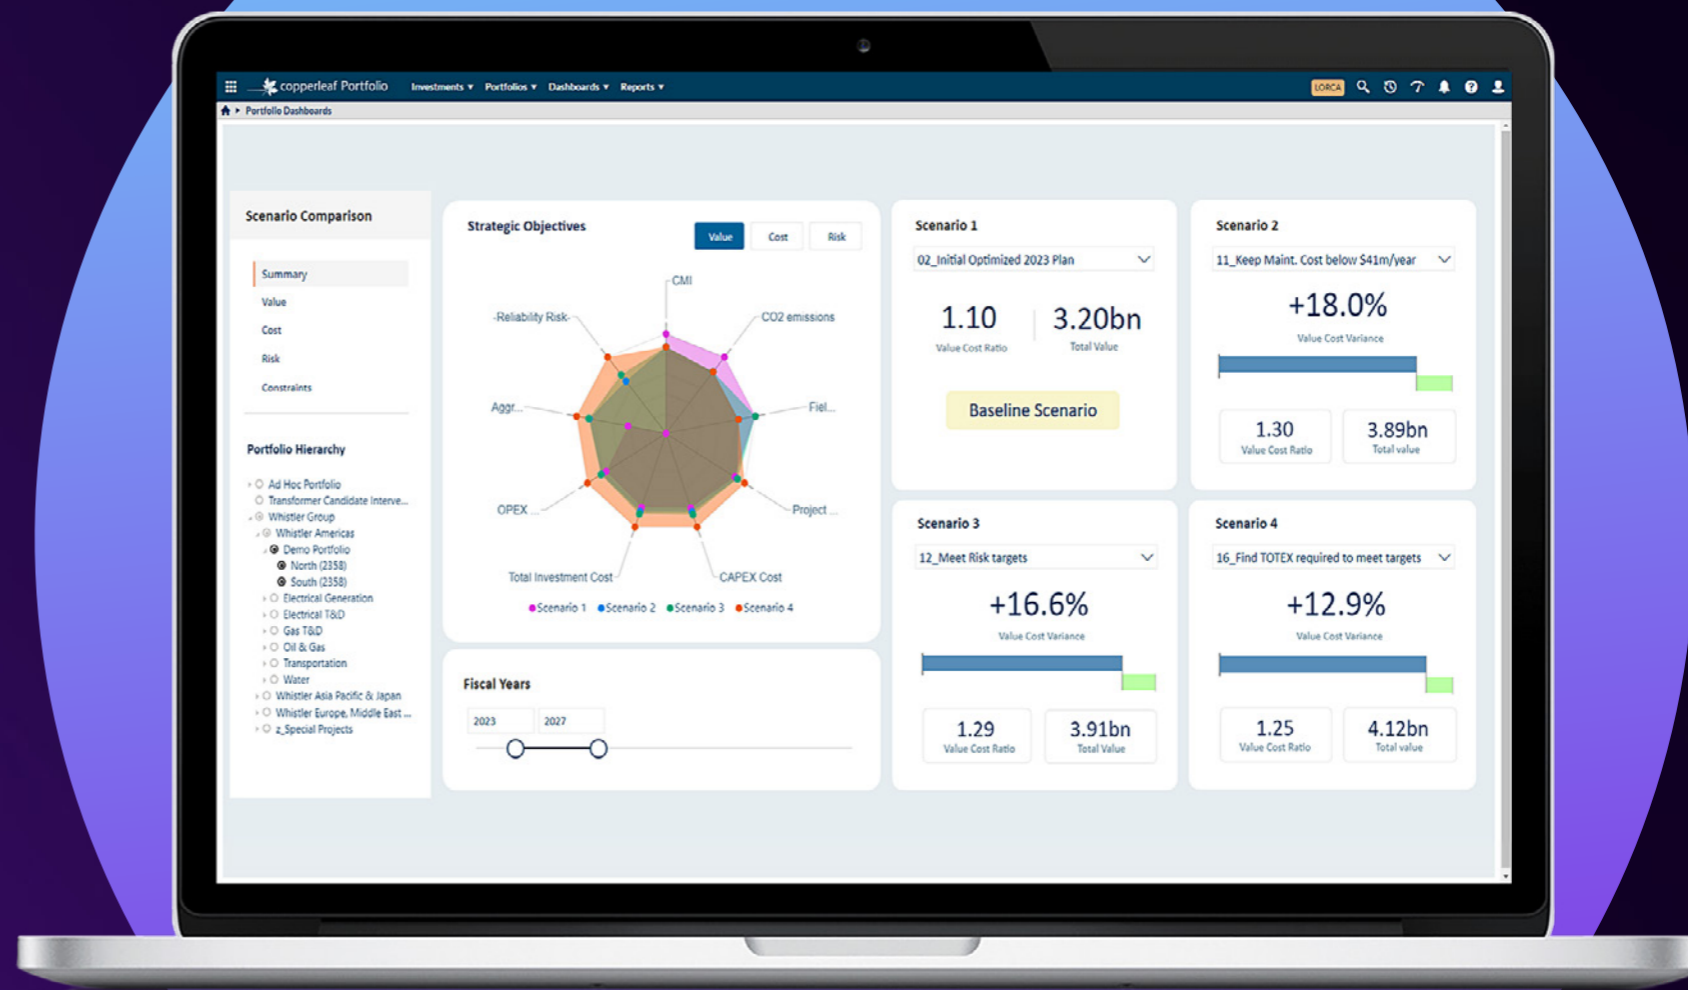 copperleaf Portfolio
Investments
Portfolios
Dashboards
Reports
LORCA
Portfolio Dashboards
Scenario Comparison
Summary
Value
Cost
Risk
Constraints
Portfolio Hierarchy
Ad Hoc Portfolio
Transformer Candidate Interve...
Whistler Group
Whistler Americas
Demo Portfolio
North (2358)
South (2358)
Electrical Generation
Electrical T&D
Gas T&D
Oil & Gas
Transportation
Water
Whistler Asia Pacific & Japan
Whistler Europe, Middle East ...
z_Special Projects
Strategic Objectives
Value
Cost
Risk
CMI
-Reliability Risk-
CO2 emissions
Aggr...
Fiel...
OPEX ...
Project ...
Total Investment Cost
CAPEX Cost
Scenario 1
Scenario 2
Scenario 3
Scenario 4
Fiscal Years
2023
2027
Scenario 1
02_Initial Optimized 2023 Plan
1.10
Value Cost Ratio
3.20bn
Total Value
Baseline Scenario
Scenario 2
11_Keep Maint. Cost below $41m/year
+18.0%
Value Cost Variance
1.30
Value Cost Ratio
3.89bn
Total value
Scenario 3
12_Meet Risk targets
+16.6%
Value Cost Variance
1.29
Value Cost Ratio
3.91bn
Total Value
Scenario 4
16_Find TOTEX required to meet targets
+12.9%
Value Cost Variance
1.25
Value Cost Ratio
4.12bn
Total value